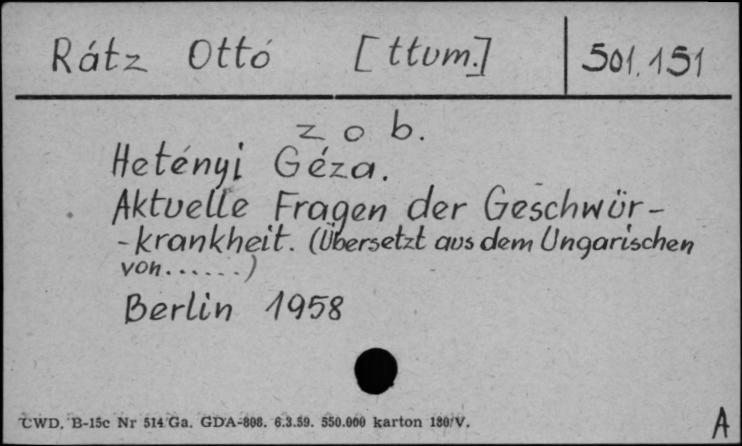 Rátz Ottó [ttum.] 501.151
z o b.
Hetényi Géza.
Aktuelle Fragen der Geschwür-
-krankheit. (Übersetzt aus dem Ungarischen
von......)
Berlin 1958
CWD. B-15c Nr 514 Ga. GDA-808. 6.3.59. 550.000 karton 180/V.
A